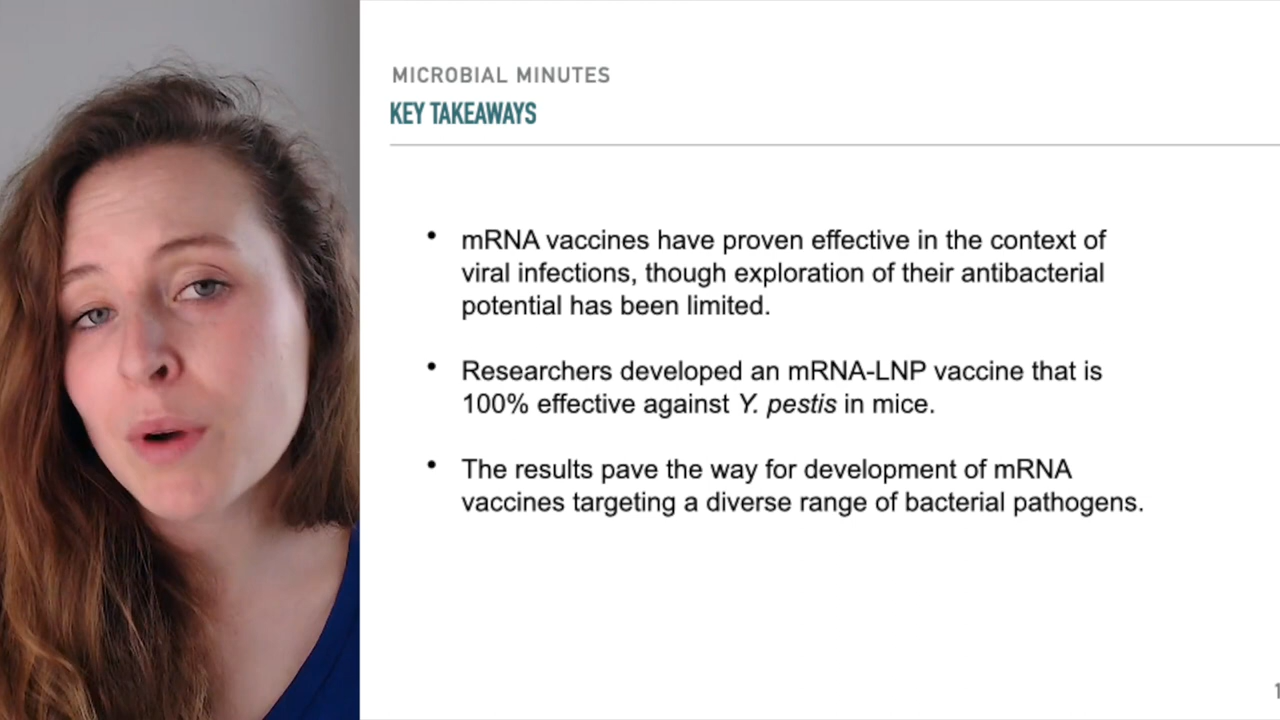 MICROBIAL MINUTES
KEY TAKEAWAYS
• mRNA vaccines have proven effective in the context of
viral infections, though exploration of their antibacterial
potential has been limited.
• Researchers developed an mRNA-LNP vaccine that is
100% effective against Y. pestis in mice.
• The results pave the way for development of mRNA
vaccines targeting a diverse range of bacterial pathogens.